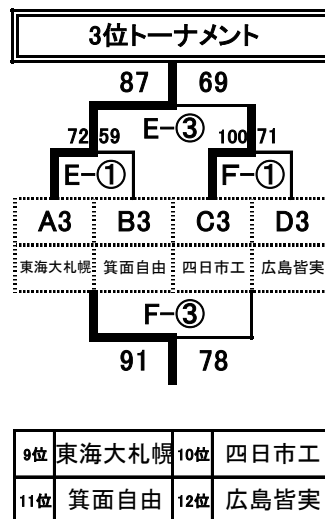 3位トーナメント
87 69
E-③
72 59 100 71
E-① F-①
A3 B3 C3 D3
東海大札幌 箕面自由 四日市工 広島皆実
F-③
91 78
9位 東海大札幌 10位 四日市工
11位 箕面自由 12位 広島皆実